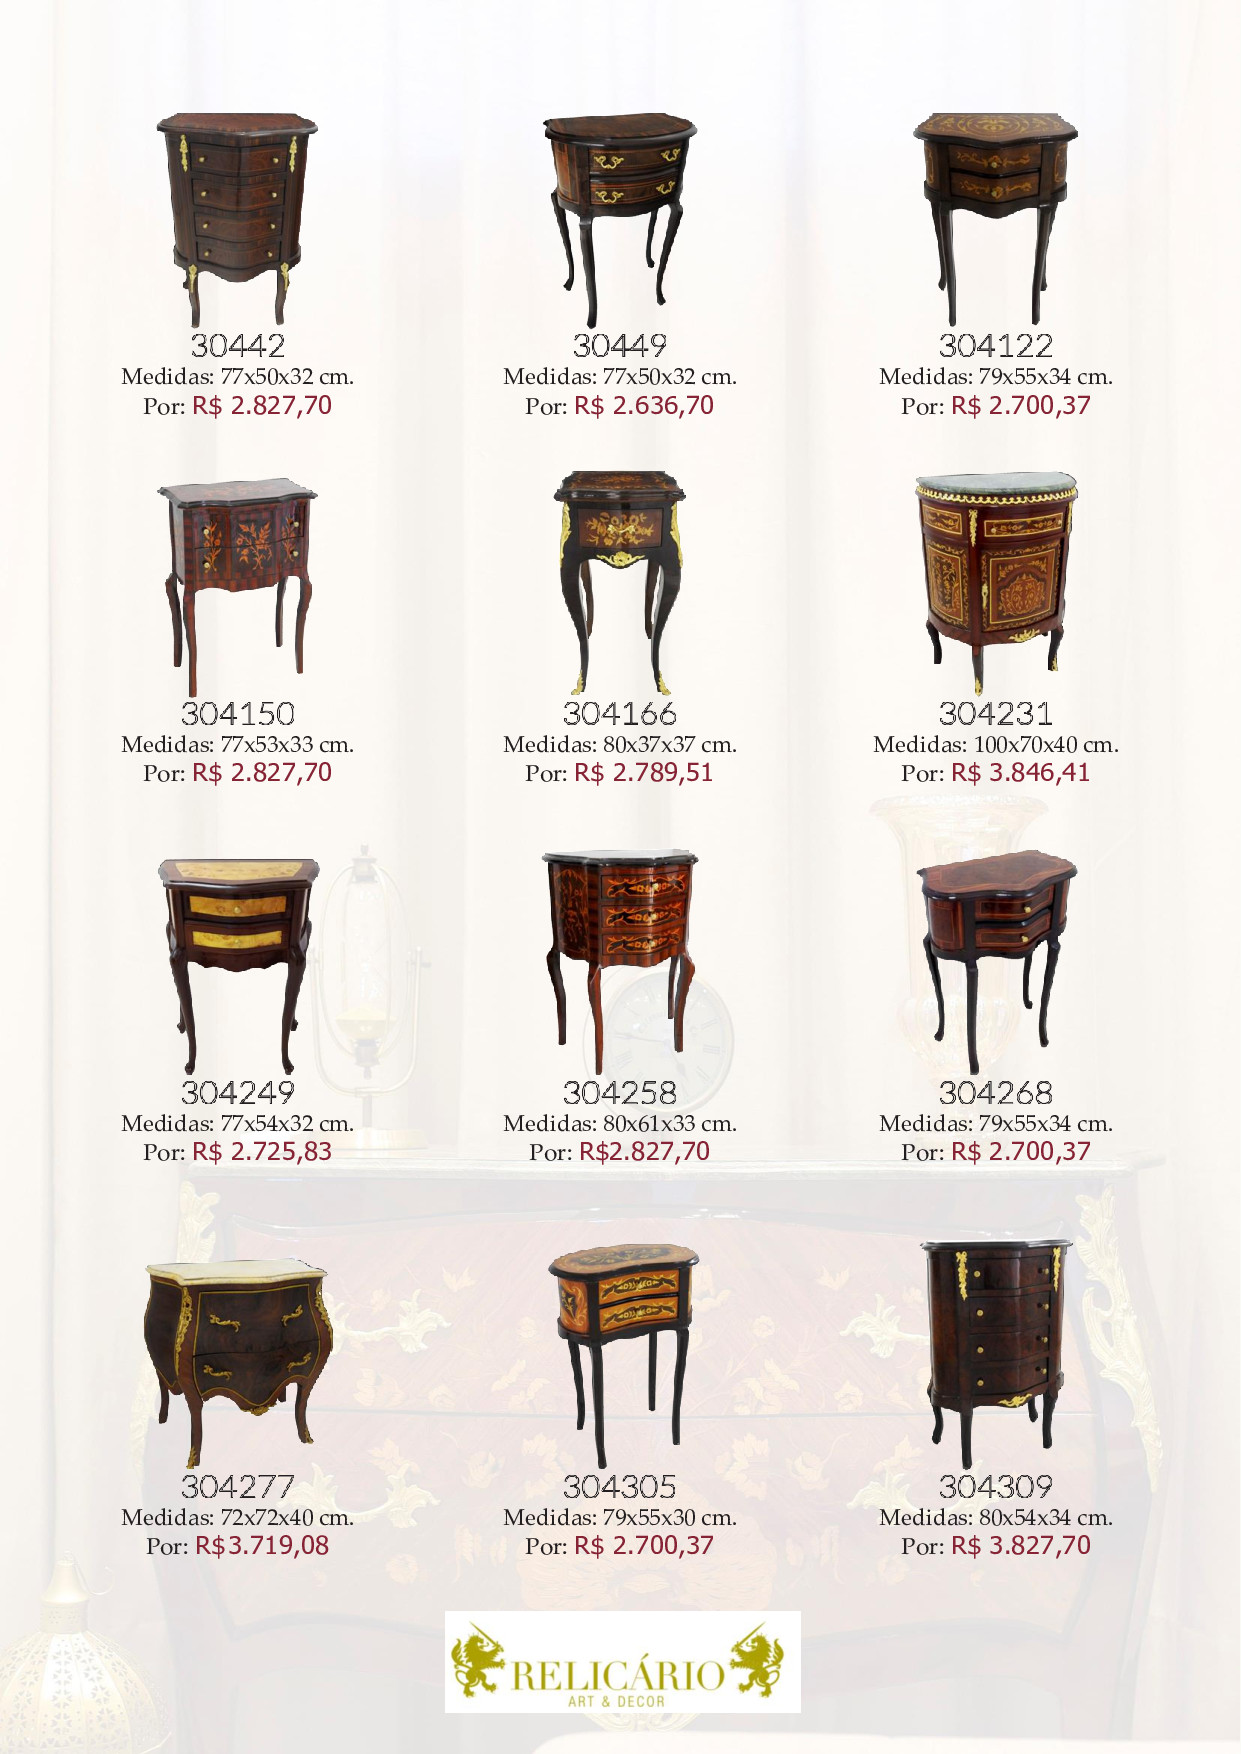 30442
Medidas: 77x50x32 cm.
Por: R$ 2.827,70
30449
Medidas: 77x50x32 cm.
Por: R$ 2.636,70
304122
Medidas: 79x55x34 cm.
Por: R$ 2.700,37
304150
Medidas: 77x53x33 cm.
Por: R$ 2.827,70
304166
Medidas: 80x37x37 cm.
Por: R$ 2.789,51
304231
Medidas: 100x70x40 cm.
Por: R$ 3.846,41
304249
Medidas: 77x54x32 cm.
Por: R$ 2.725,83
304258
Medidas: 80x61x33 cm.
Por: R$2.827,70
304268
Medidas: 79x55x34 cm.
Por: R$ 2.700,37
304277
Medidas: 72x72x40 cm.
Por: R$3.719,08
304305
Medidas: 79x55x30 cm.
Por: R$ 2.700,37
304309
Medidas: 80x54x34 cm.
Por: R$ 3.827,70
RELICÁRIO
ART & DECOR